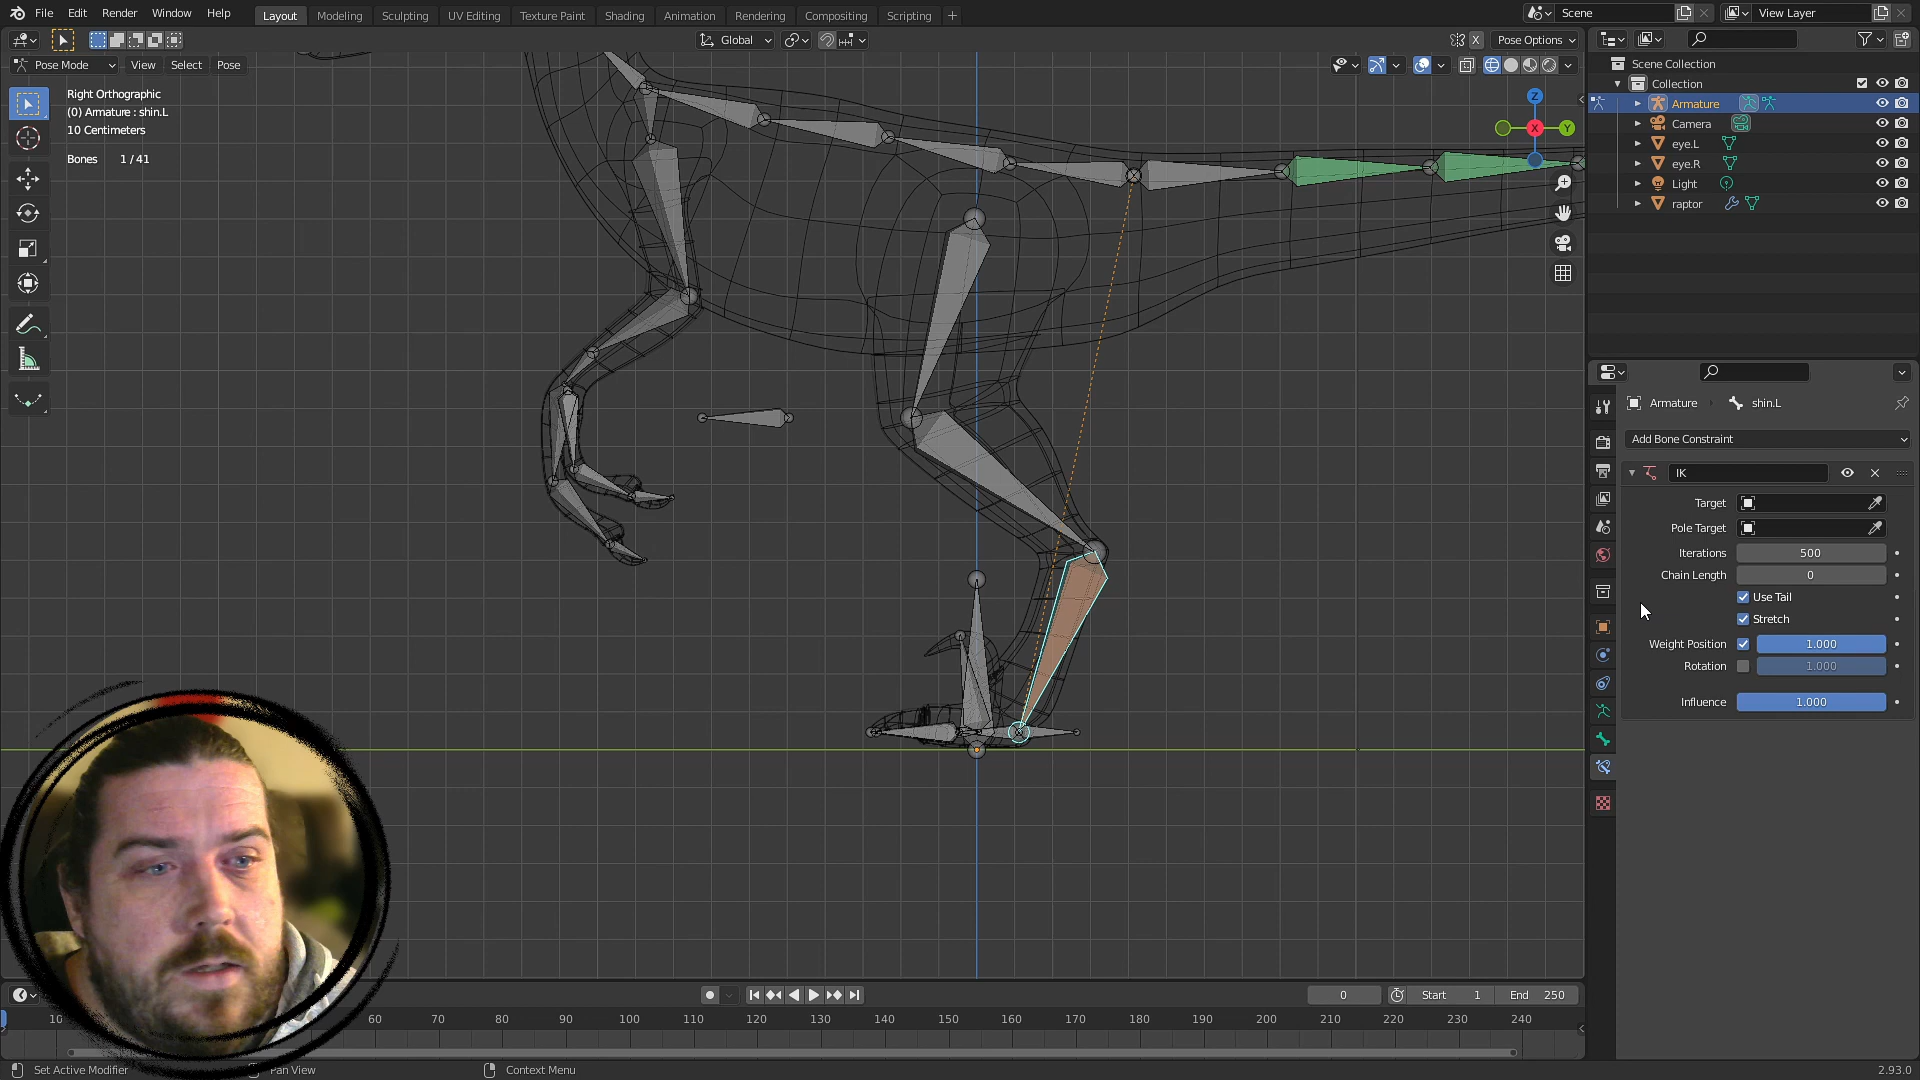 File Edit Render Window Help
Layout Modeling Sculpting UV Editing Texture Paint Shading Animation Rendering Compositing Scripting +
Scene View Layer
Global X Pose Options
Pose Mode View Select Pose
Right Orthographic
(0) Armature : shin.L
10 Centimeters
Bones 1 / 41
Z
X Y
Scene Collection
Collection
Armature
Camera
eye.L
eye.R
Light
raptor
Armature shin.L
Add Bone Constraint
IK
Target
Pole Target
Iterations 500
Chain Length 0
Use Tail
Stretch
Weight Position 1.000
Rotation 1.000
Influence 1.000
0 Start 1 End 250
10 60 70 80 90 100 110 120 130 140 150 160 170 180 190 200 210 220 230 240
Set Active Modifier Pan View Context Menu 2.93.0